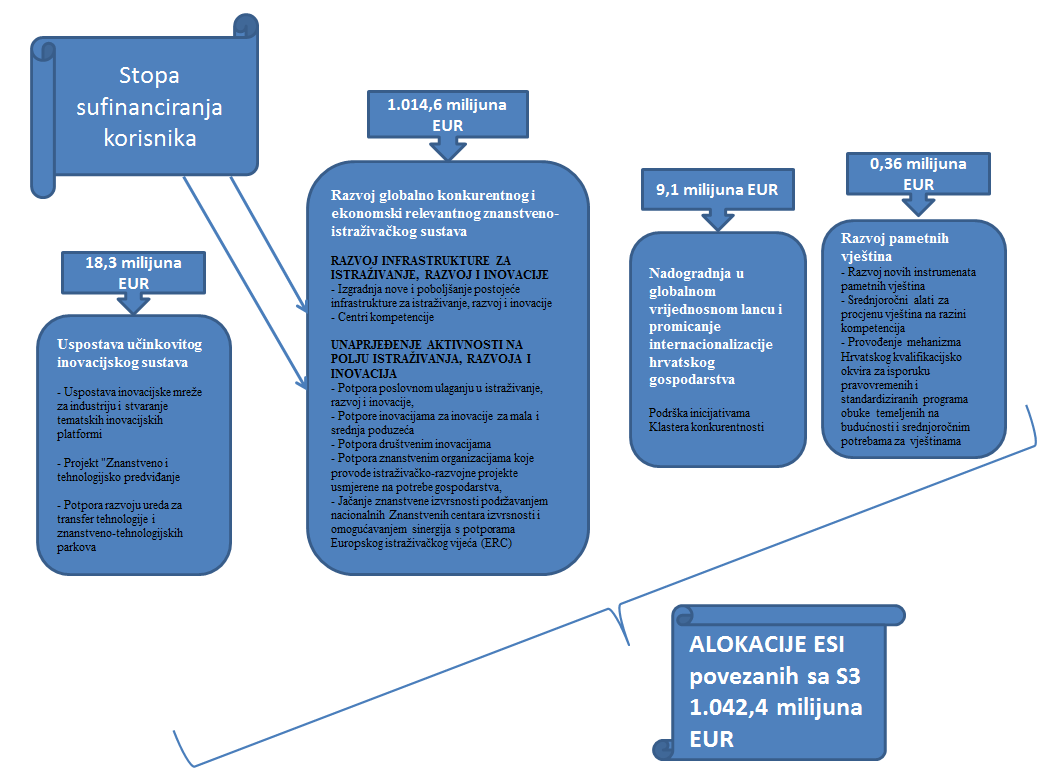 Stopa
sufinanciranja
korisnika
18,3 milijuna
EUR
Uspostava učinkovitog
inovacijskog sustava
- Uspostava inovacijske mreže
za industriju i stvaranje
tematskih inovacijskih
platformi
- Projekt "Znanstveno i
tehnologijsko predviđanje
- Potpora razvoju ureda za
transfer tehnologije i
znanstveno-tehnologijskih
parkova
1.014,6 milijuna
EUR
Razvoj globalno konkurentnog i
ekonomski relevantnog znanstveno-
istraživačkog sustava
RAZVOJ INFRASTRUKTURE ZA
ISTRAŽIVANJE, RAZVOJ I INOVACIJE
- Izgradnja nove i poboljšanje postojeće
infrastrukture za istraživanje, razvoj i inovacije
- Centri kompetencije
UNAPRJEĐENJE AKTIVNOSTI NA
POLJU ISTRAŽIVANJA, RAZVOJA I
INOVACIJA
- Potpora poslovnom ulaganju u istraživanje,
razvoj i inovacije,
- Potpore inovacijama za inovacije za mala i
srednja poduzeća
- Potpora društvenim inovacijama
- Potpora znanstvenim organizacijama koje
provode istraživačko-razvojne projekte
usmjerene na potrebe gospodarstva,
- Jačanje znanstvene izvrsnosti podržavanjem
nacionalnih Znanstvenih centara izvrsnosti i
omogućavanjem sinergija s potporama
Europskog istraživačkog vijeća (ERC)
9,1 milijuna EUR
Nadogradnja u
globalnom
vrijednosnom lancu i
promicanje
internacionalizacije
hrvatskog
gospodarstva
Podrška inicijativama
Klastera konkurentnosti
0,36 milijuna
EUR
Razvoj pametnih
vještina
- Razvoj novih instrumenata
pametnih vještina
- Srednjoročni alati za
procjenu vještina na razini
kompetencija
- Provođenje mehanizma
Hrvatskog kvalifikacijsko
okvira za isporuku
pravovremenih i
standardiziranih programa
obuke temeljenih na
budućnosti i srednjoročnim
potrebama za vještinama
ALOKACIJE ESI
povezanih sa S3
1.042,4 milijuna
EUR